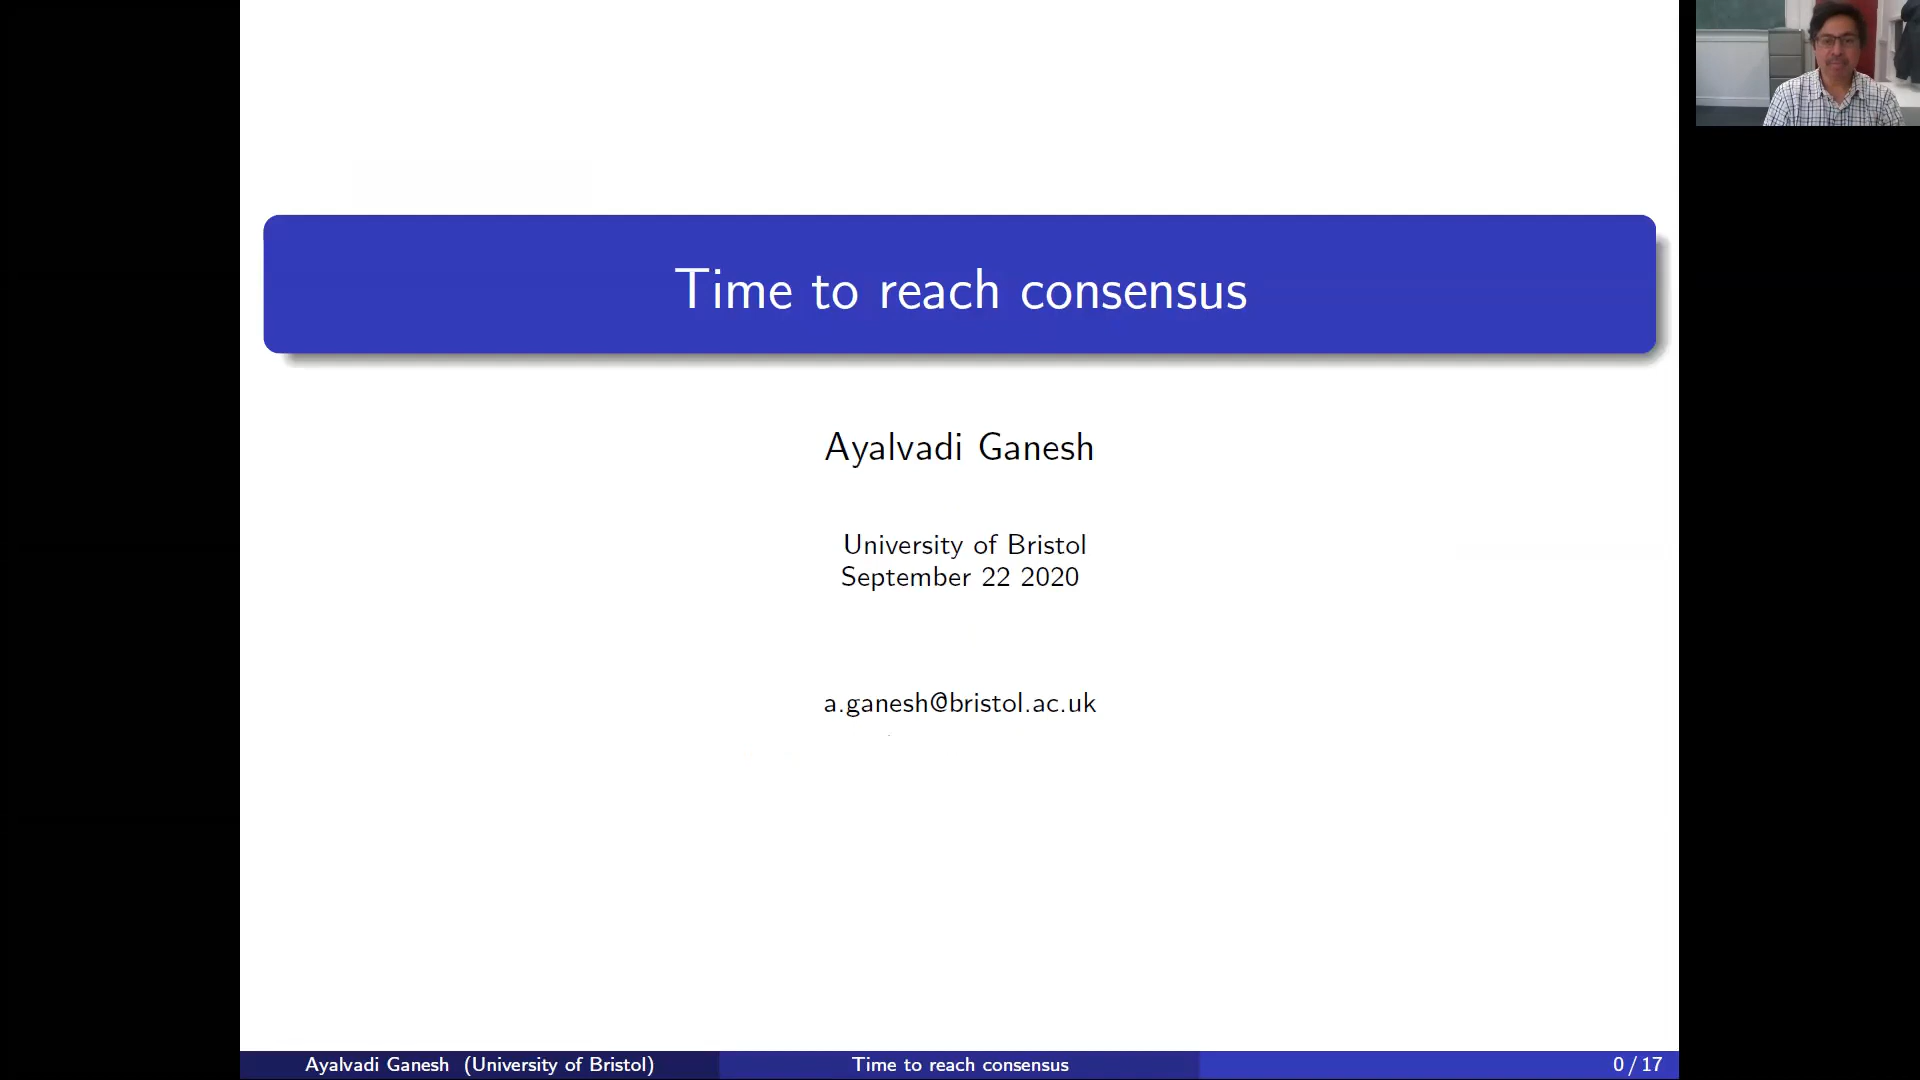 Time to reach consensus
Ayalvadi Ganesh
University of Bristol
September 22 2020
a.ganesh@bristol.ac.uk
Ayalvadi Ganesh (University of Bristol)
Time to reach consensus
0 / 17